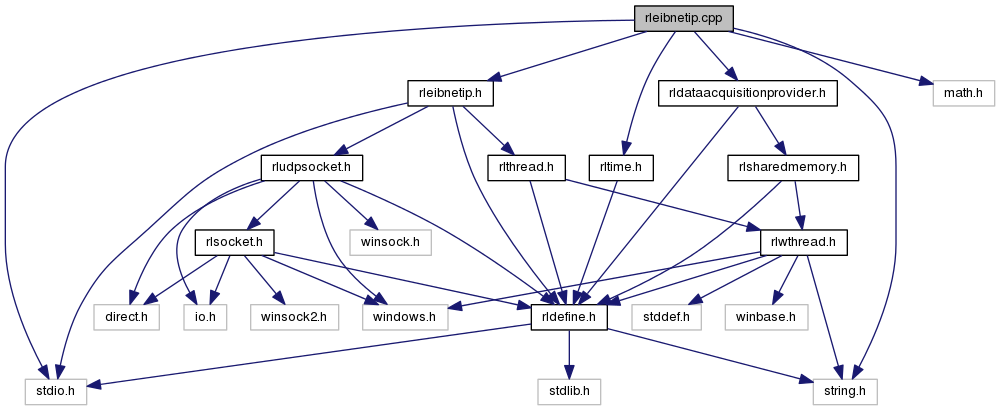 rleibnetip.cpp
rleibnetip.h
rldataacquisitionprovider.h
math.h
rludpsocket.h
rlthread.h
rltime.h
rlsharedmemory.h
rlsocket.h
winsock.h
rlwthread.h
direct.h
io.h
winsock2.h
windows.h
rldefine.h
stddef.h
winbase.h
stdio.h
stdlib.h
string.h